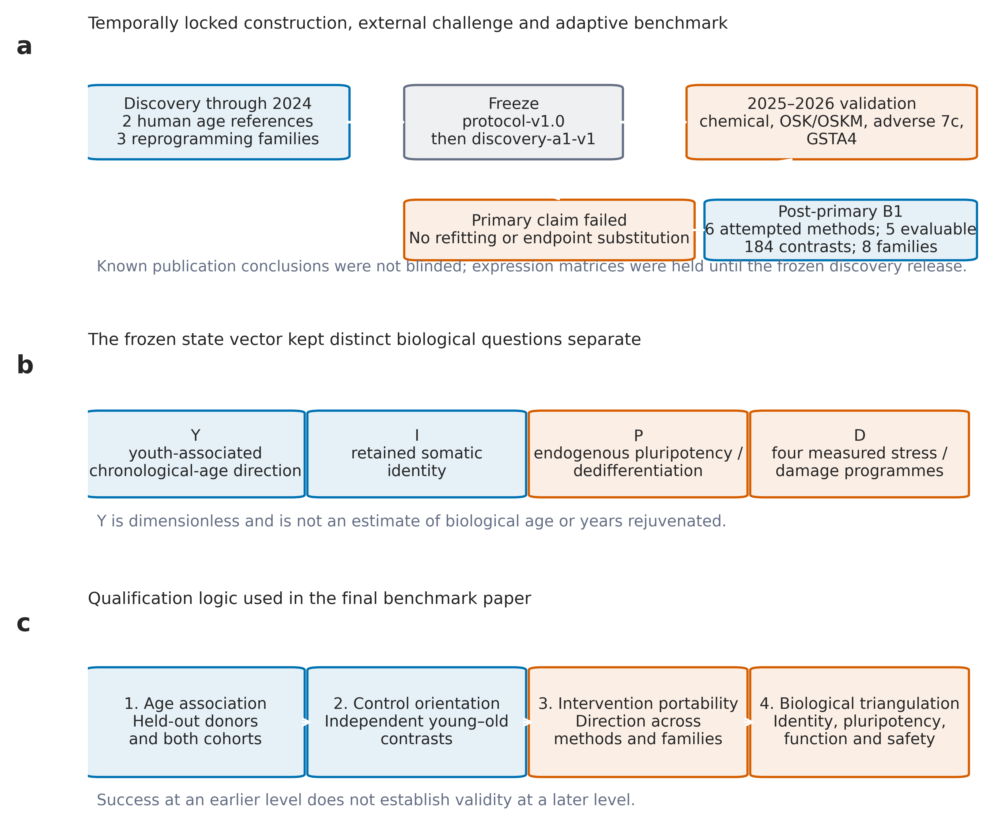 Temporally locked construction, external challenge and adaptive benchmark
a
Discovery through 2024
2 human age references
3 reprogramming families
Freeze
protocol-v1.0
then discovery-a1-v1
2025–2026 validation
chemical, OSK/OSKM, adverse 7c,
GSTA4
Primary claim failed
No refitting or endpoint substitution
Post-primary B1
6 attempted methods; 5 evaluable
184 contrasts; 8 families
Known publication conclusions were not blinded; expression matrices were held until the frozen discovery release.
The frozen state vector kept distinct biological questions separate
b
Y
youth-associated
chronological-age direction
I
retained somatic
identity
P
endogenous pluripotency /
dedifferentiation
D
four measured stress /
damage programmes
Y is dimensionless and is not an estimate of biological age or years rejuvenated.
Qualification logic used in the final benchmark paper
c
1. Age association
Held-out donors
and both cohorts
2. Control orientation
Independent young–old
contrasts
3. Intervention portability
Direction across
methods and families
4. Biological triangulation
Identity, pluripotency,
function and safety
Success at an earlier level does not establish validity at a later level.